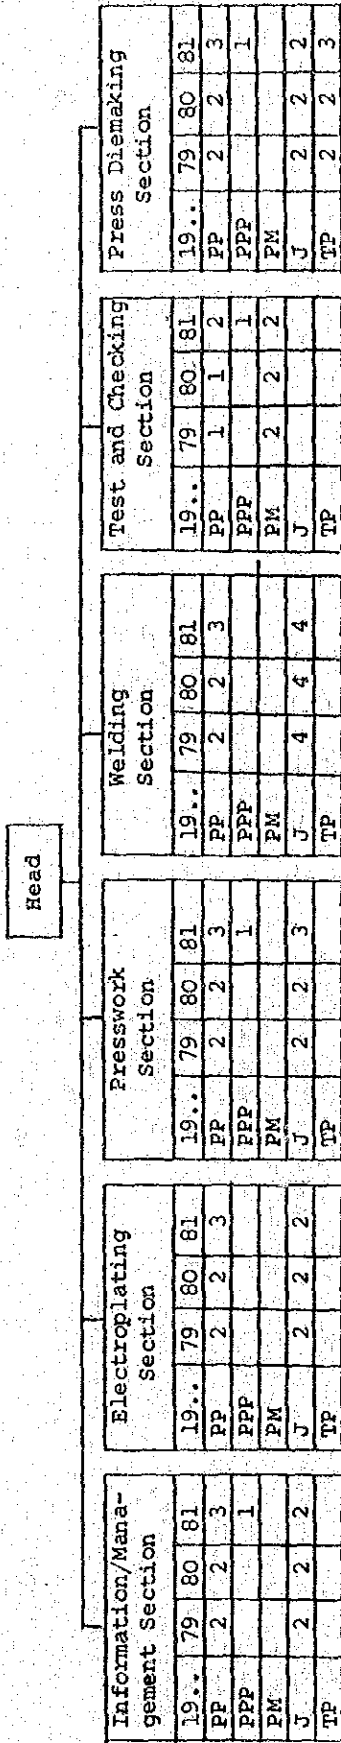 Head
Information/Mana-
gement Section
19.. 79 80 81
PP 2 2 3
PPP 1
PM
J 2 2 2
TP
Electroplating
Section
19.. 79 80 81
PP 2 2 3
PPP
PM
J 2 2 2
TP
Presswork
Section
19.. 79 80 81
PP 2 2 3
PPP 1
PM
J 2 2 3
TP
Welding
Section
19.. 79 80 81
PP 2 2 3
PPP
PM
J 4 4 4
TP
Test and Checking
Section
19.. 79 80 81
PP 1 1 2
PPP 1
PM 2 2 2
J
TP
Press Diemaking
Section
19.. 79 80 81
PP 2 2 3
PPP 1
PM
J 2 2 2
TP 2 2 3